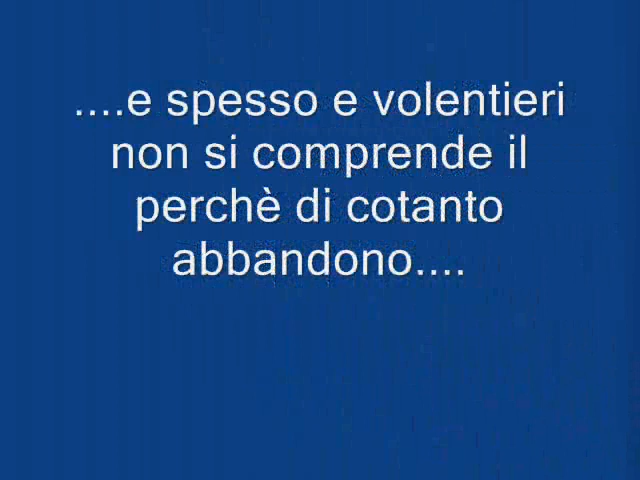 ....e spesso e volentieri
non si comprende il
perchè di cotanto
abbandono....